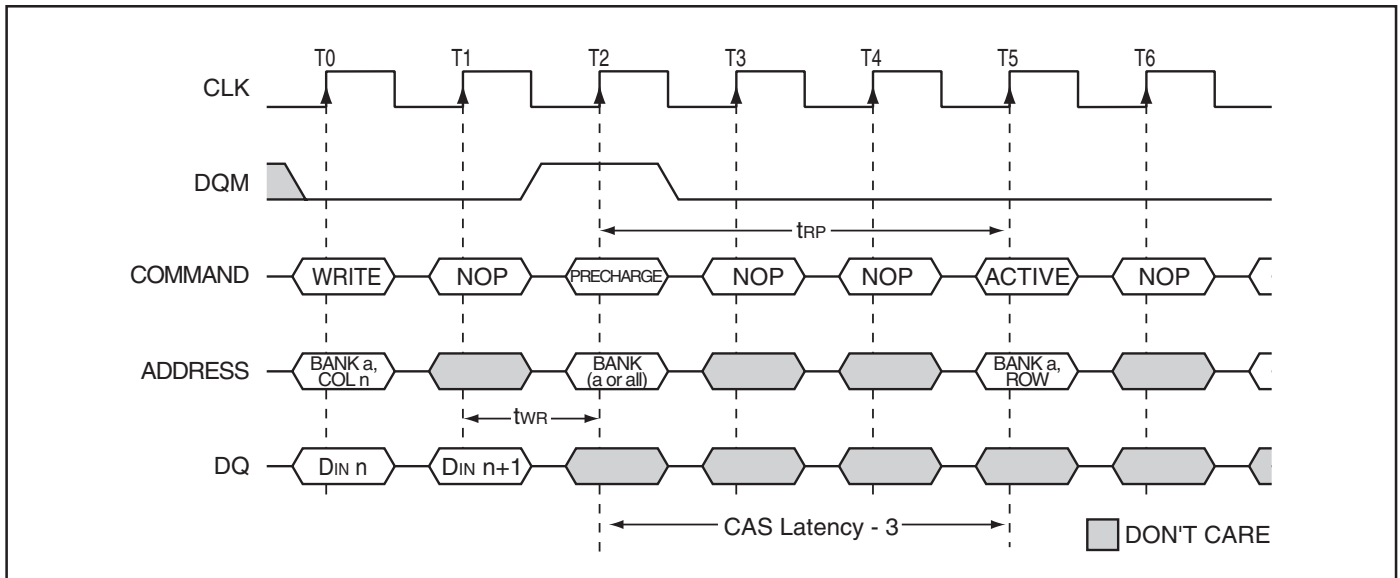 T0 T1 T2 T3 T4 T5 T6
CLK
DQM
tRP
COMMAND WRITE NOP PRECHARGE NOP NOP ACTIVE NOP
ADDRESS BANK a, COL n BANK (a or all) BANK a, ROW
tWR
DQ DIN n DIN n+1
CAS Latency - 3
DON'T CARE